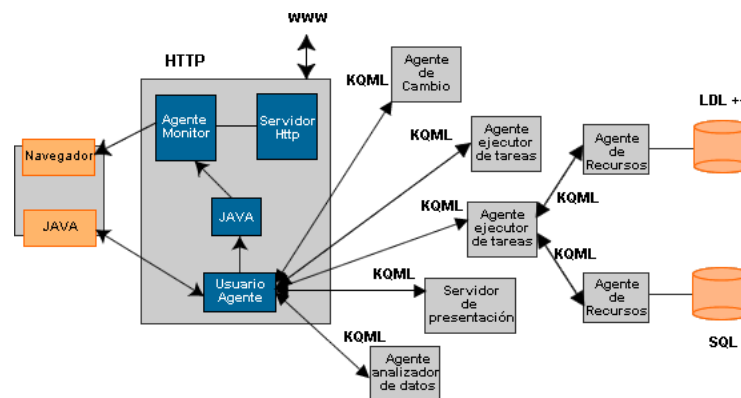 WWW
HTTP
KQML
Agente
de
Cambio
LDL +
Agente
Monitor
Servidor
Http
KQML
Agente
ejecutor
de tareas
Agente
de
Recursos
Navegador
KQML
KQML
JAVA
JAVA
Agente
ejecutor
de tareas
KQML
Usuario
Agente
KQML
Servidor
de
presentación
Agente
de
Recursos
KQML
SQL
Agente
analizador
de datos